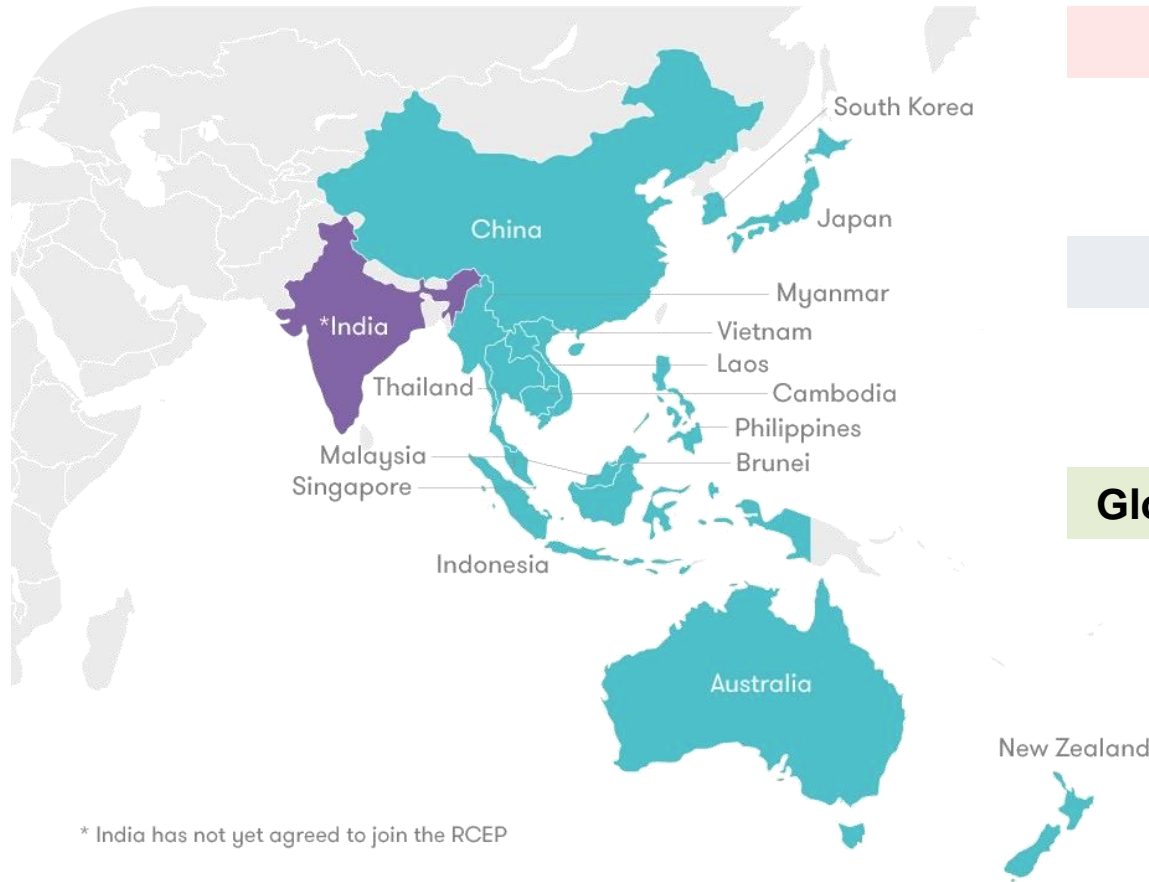 South Korea
China
Japan
Myanmar
*India
Vietnam
Laos
Thailand
Cambodia
Philippines
Malaysia
Brunei
Singapore
Glo
Indonesia
Australia
New Zealand
* India has not yet agreed to join the RCEP